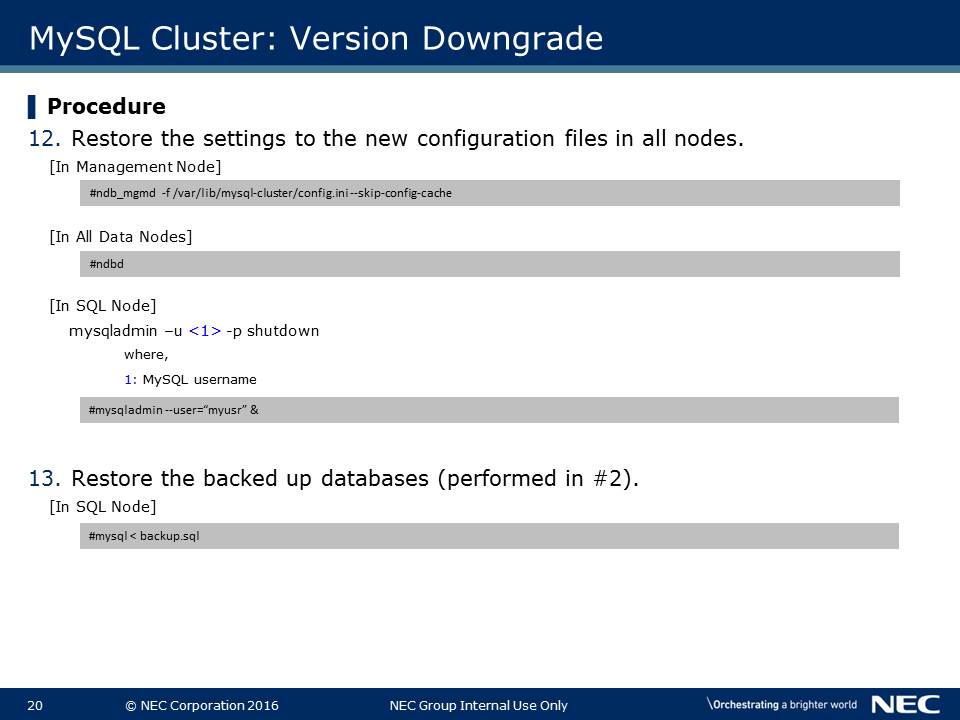 MySQL Cluster: Version Downgrade
Procedure
12. Restore the settings to the new configuration files in all nodes.
[In Management Node]
#ndb_mgmd -f /var/lib/mysql-cluster/config.ini --skip-config-cache
[In All Data Nodes]
#ndbd
[In SQL Node]
mysqladmin –u <1> -p shutdown
where,
1: MySQL username
#mysqladmin --user=“myusr” &
13. Restore the backed up databases (performed in #2).
[In SQL Node]
#mysql < backup.sql
20 © NEC Corporation 2016 NEC Group Internal Use Only \Orchestrating a brighter world NEC